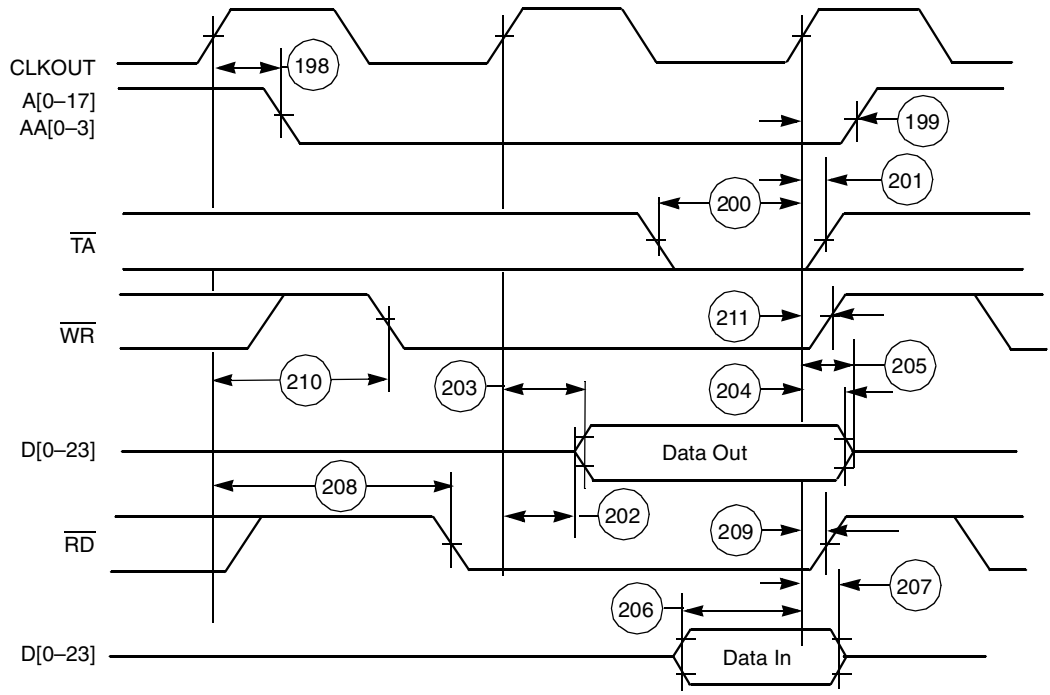 CLKOUT
198
A[0–17]
AA[0–3]
199
201
200
TA
WR
211
210
203
204
205
D[0–23]
Data Out
208
202
RD
209
206
207
D[0–23]
Data In